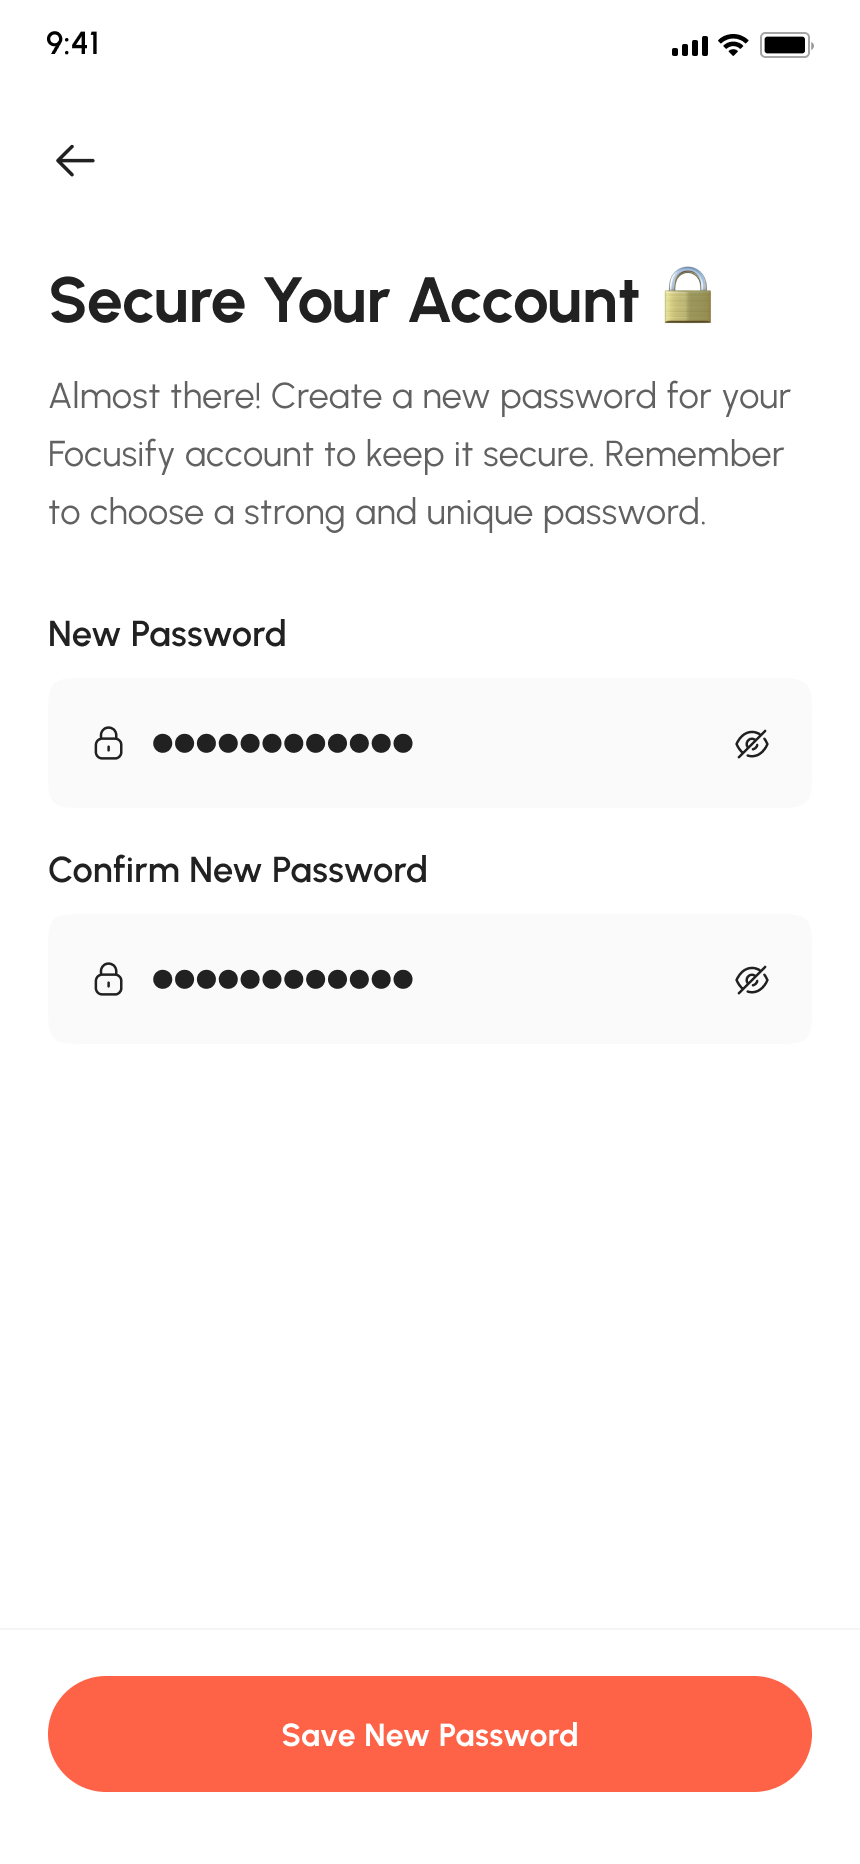 9:41
Secure Your Account 🔒
Almost there! Create a new password for your
Focusify account to keep it secure. Remember
to choose a strong and unique password.
New Password
●●●●●●●●●●●●
Confirm New Password
●●●●●●●●●●●●
Save New Password